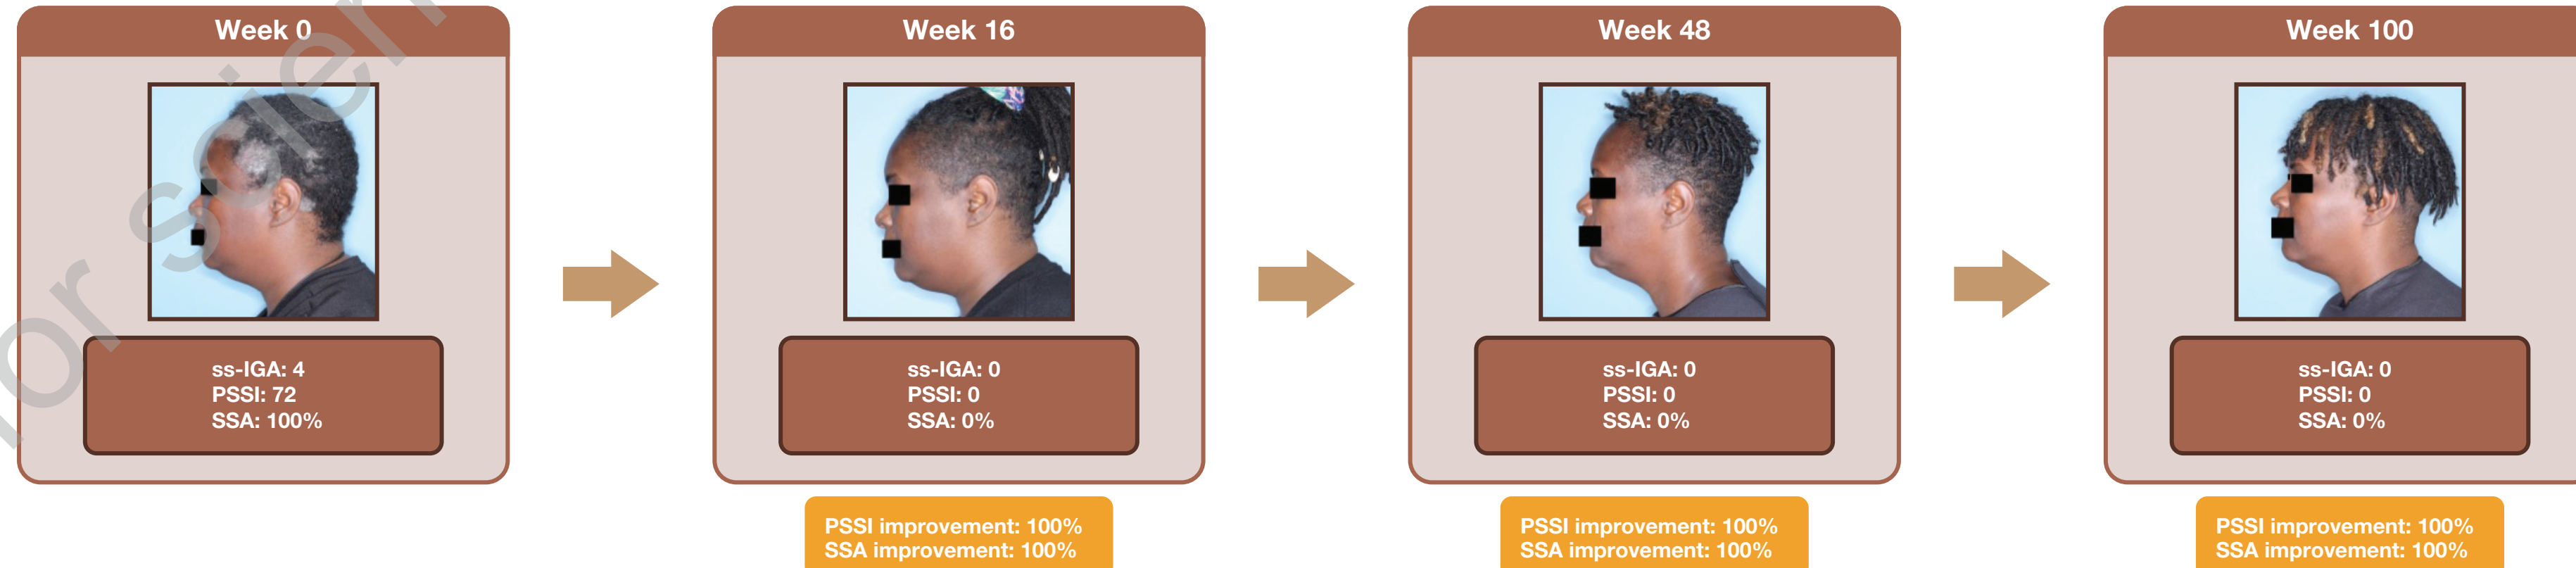 Week 0
ss-IGA: 4
PSSI: 72
SSA: 100%
Week 16
ss-IGA: 0
PSSI: 0
SSA: 0%
PSSI improvement: 100%
SSA improvement: 100%
Week 48
ss-IGA: 0
PSSI: 0
SSA: 0%
PSSI improvement: 100%
SSA improvement: 100%
Week 100
ss-IGA: 0
PSSI: 0
SSA: 0%
PSSI improvement: 100%
SSA improvement: 100%